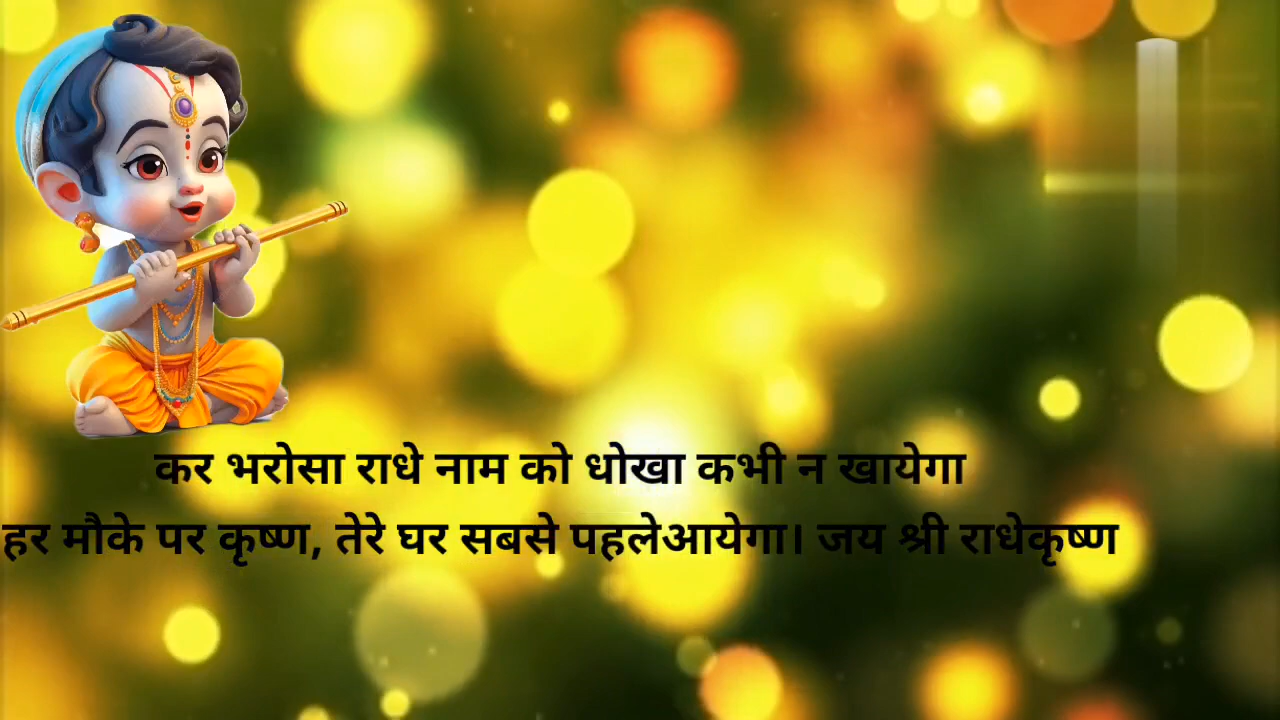 कर भरोसा राधे नाम को धोखा कभी न खायेगा
हर मौके पर कृष्ण, तेरे घर सबसे पहलेआयेगा। जय श्री राधेकृष्ण